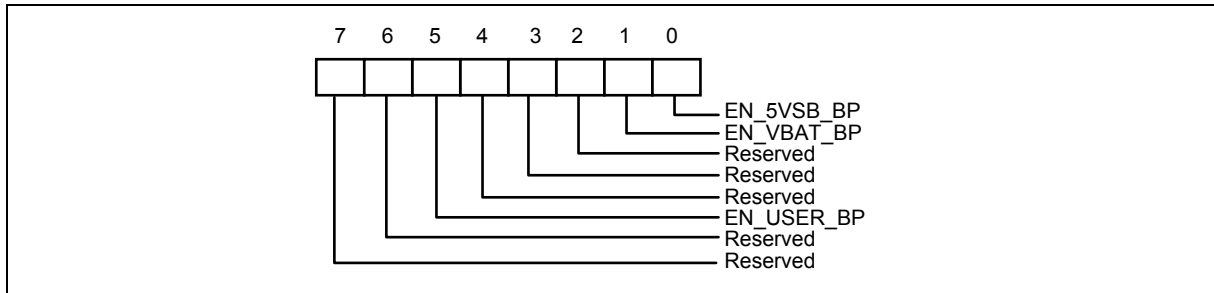 7 6 5 4 3 2 1 0
EN_5VSB_BP
EN_VBAT_BP
Reserved
Reserved
Reserved
EN_USER_BP
Reserved
Reserved